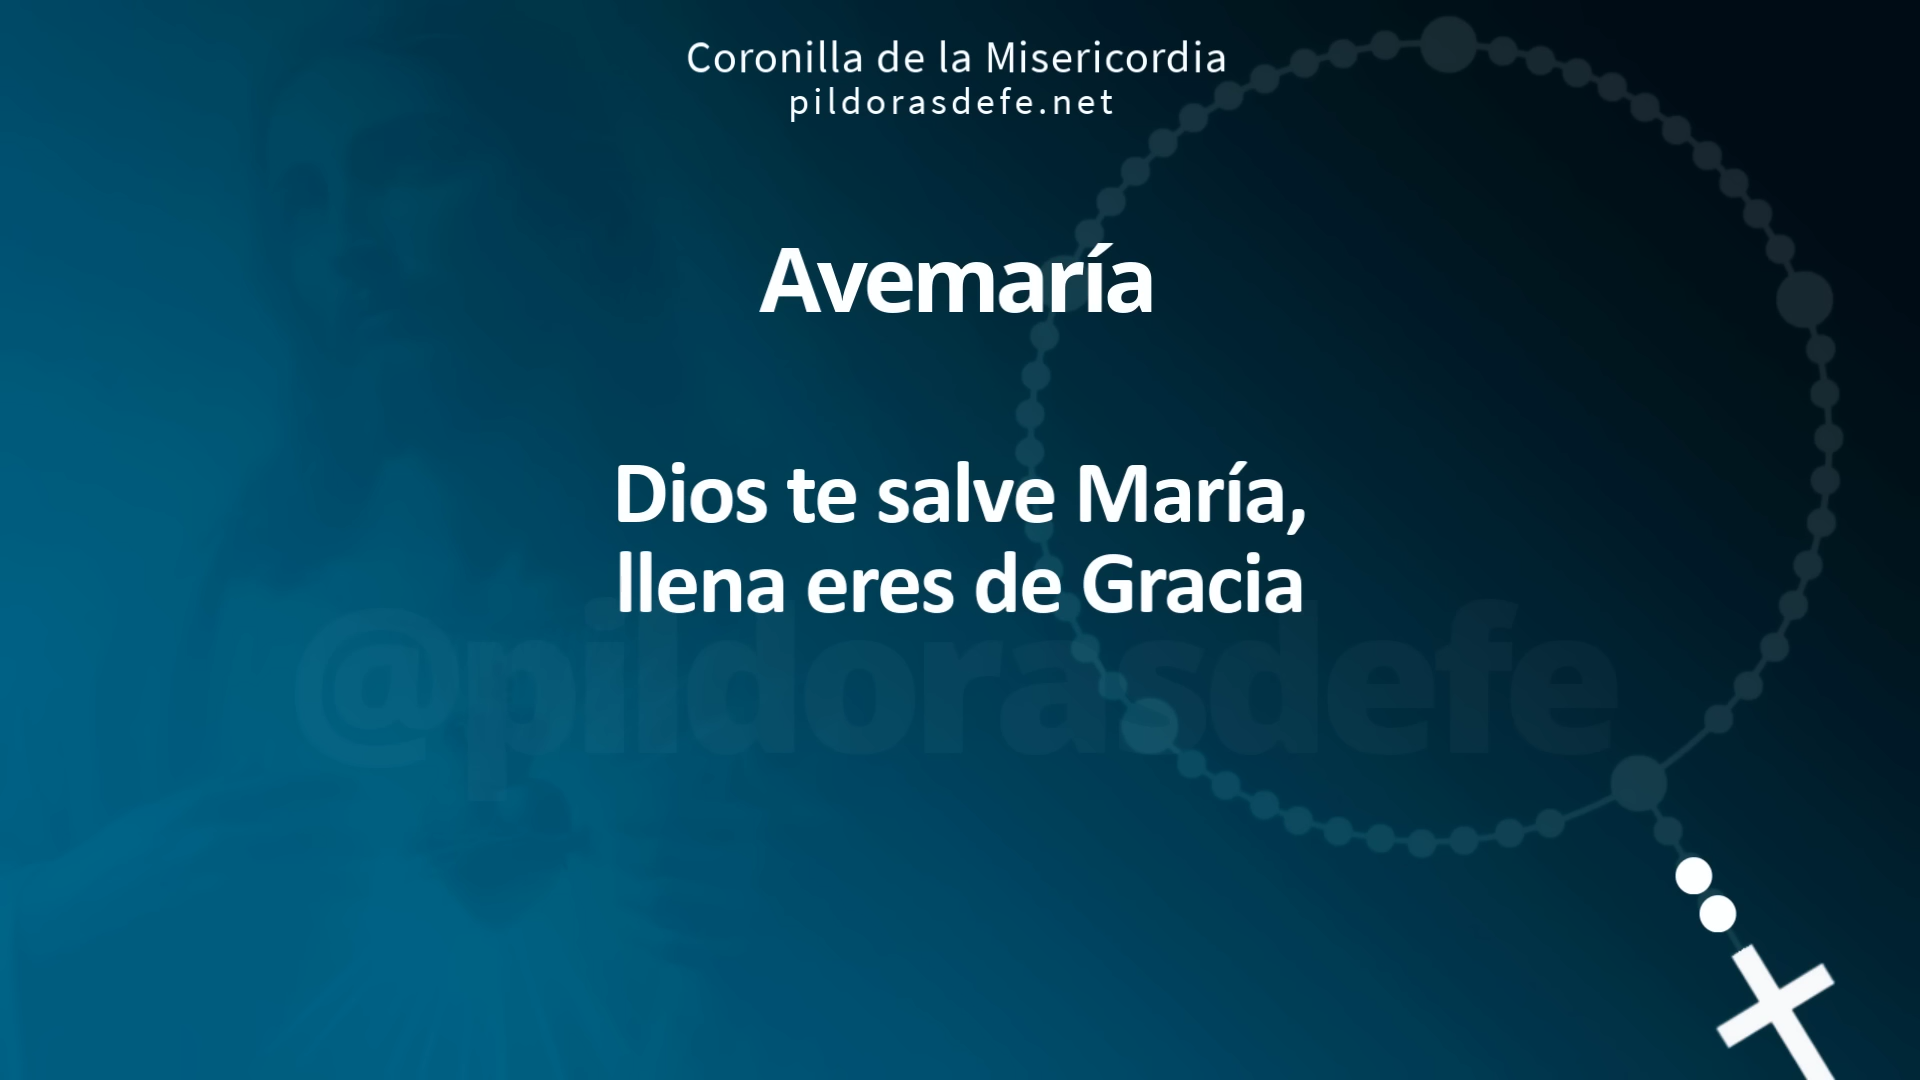 Coronilla de la Misericordia
pildorasdefe.net
Avemaría
Dios te salve María,
llena eres de Gracia
@pildorasdefe